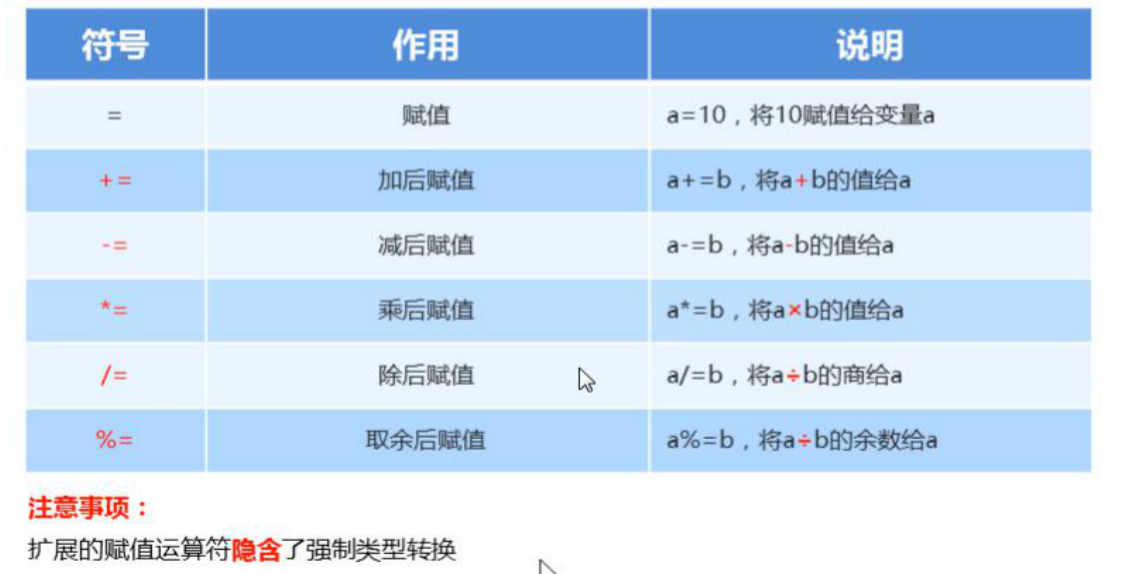 符号 作用 说明
= 赋值 a=10，将10赋值给变量a
+= 加后赋值 a+=b，将a+b的值给a
-= 减后赋值 a-=b，将a-b的值给a
*= 乘后赋值 a*=b，将a×b的值给a
/= 除后赋值 a/=b，将a÷b的商给a
%= 取余后赋值 a%=b，将a÷b的余数给a
注意事项：
扩展的赋值运算符隐含了强制类型转换